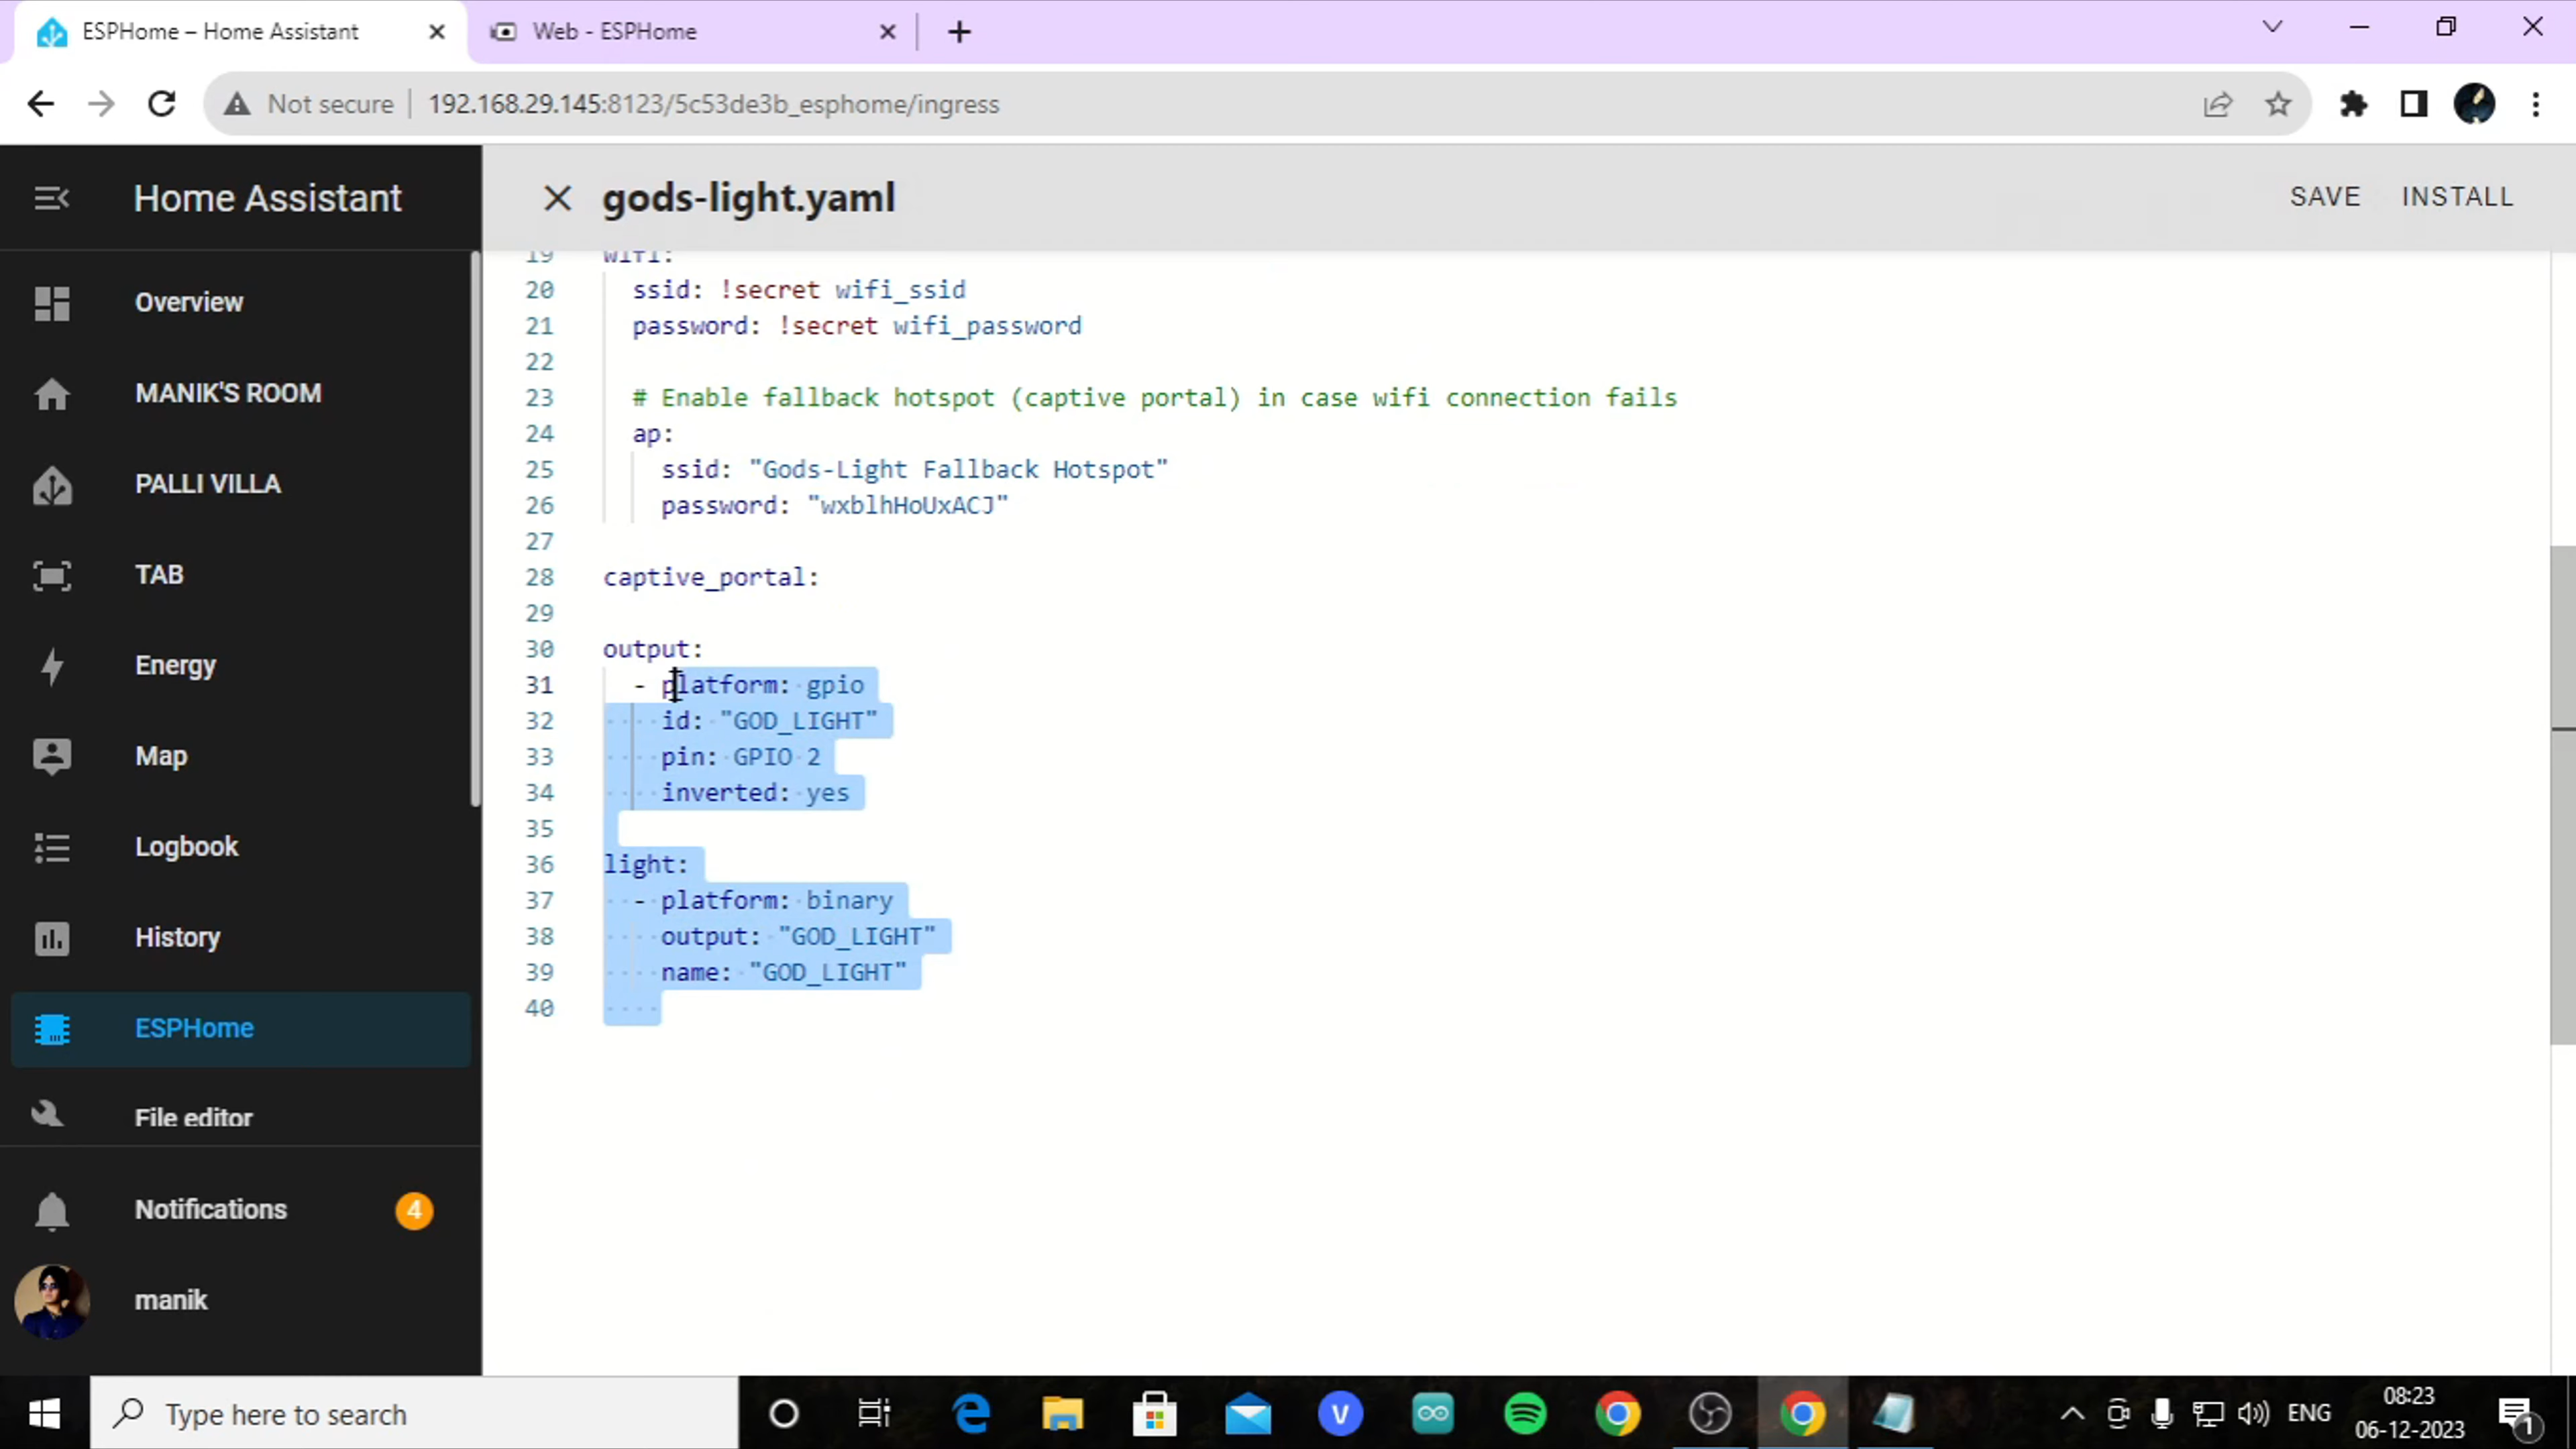 ESPHome – Home Assistant
Web - ESPHome
Not secure
192.168.29.145:8123/5c53de3b_esphome/ingress
Home Assistant
gods-light.yaml
SAVE
INSTALL
Overview
MANIK'S ROOM
PALLI VILLA
TAB
Energy
Map
Logbook
History
ESPHome
File editor
Notifications
4
manik
19 wifi:
20 ssid: !secret wifi_ssid
21 password: !secret wifi_password
22
23 # Enable fallback hotspot (captive portal) in case wifi connection fails
24 ap:
25 ssid: "Gods-Light Fallback Hotspot"
26 password: "wxblhHoUxACJ"
27
28 captive_portal:
29
30 output:
31 - platform: gpio
32 id: "GOD_LIGHT"
33 pin: GPIO 2
34 inverted: yes
35
36 light:
37 - platform: binary
38 output: "GOD_LIGHT"
39 name: "GOD_LIGHT"
40
Type here to search
V
ENG
08:23
06-12-2023
1